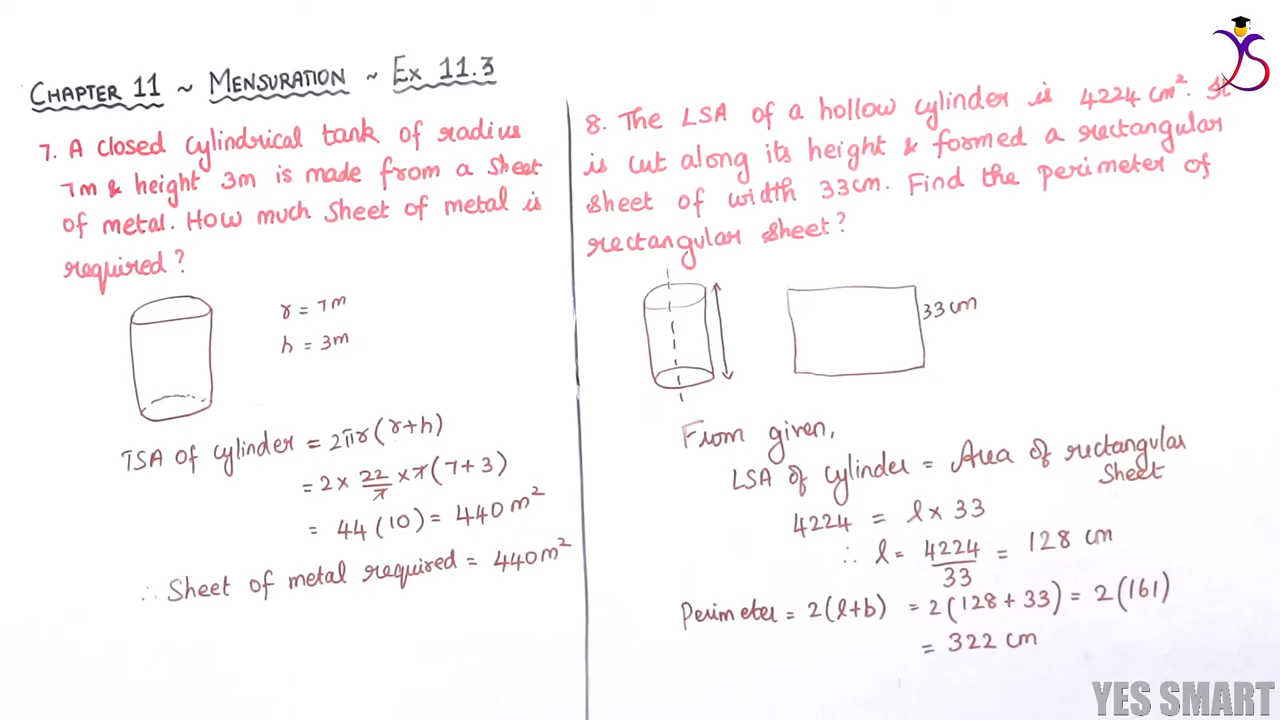 CHAPTER 11 ~ MENSURATION ~ Ex 11.3
7. A closed cylindrical tank of radius
7m & height 3m is made from a sheet
of metal. How much sheet of metal is
required?
r = 7m
h = 3m
TSA of cylinder = 2πr(r+h)
= 2 × 22/7 × 7(7+3)
= 44(10) = 440m²
∴ Sheet of metal required = 440m²
8. The LSA of a hollow cylinder is 4224cm². It
is cut along its height & formed a rectangular
sheet of width 33cm. Find the perimeter of
rectangular sheet?
33cm
From given,
LSA of cylinder = Area of rectangular
Sheet
4224 = l × 33
∴ l = 4224/33 = 128 cm
Perimeter = 2(l+b) = 2(128+33) = 2(161)
= 322 cm
YS
YES SMART